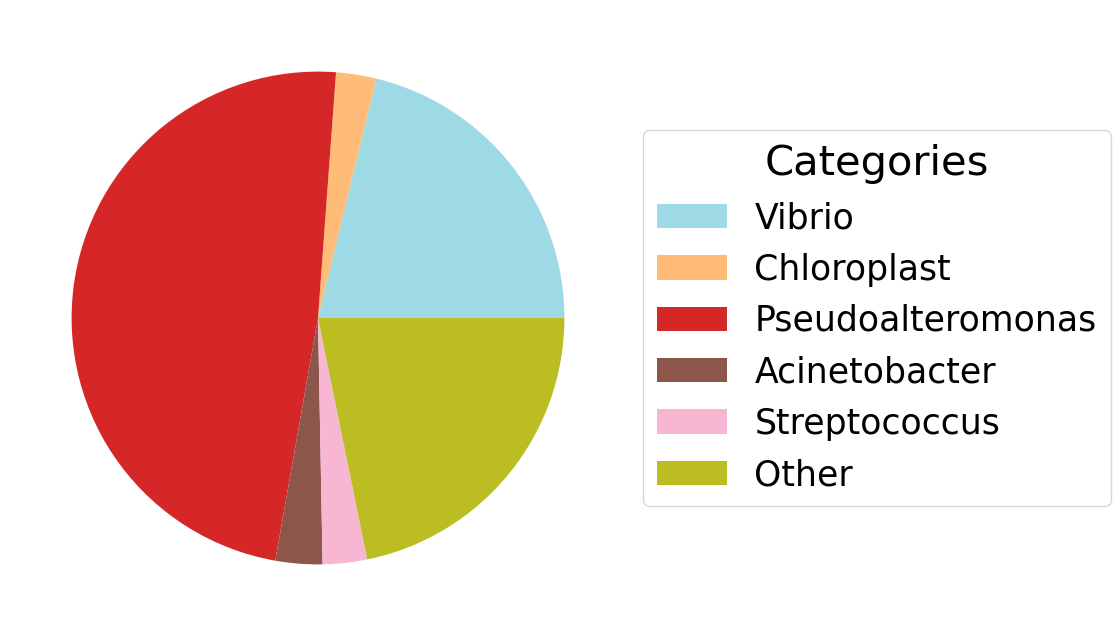 Categories
Vibrio
Chloroplast
Pseudoalteromonas
Acinetobacter
Streptococcus
Other